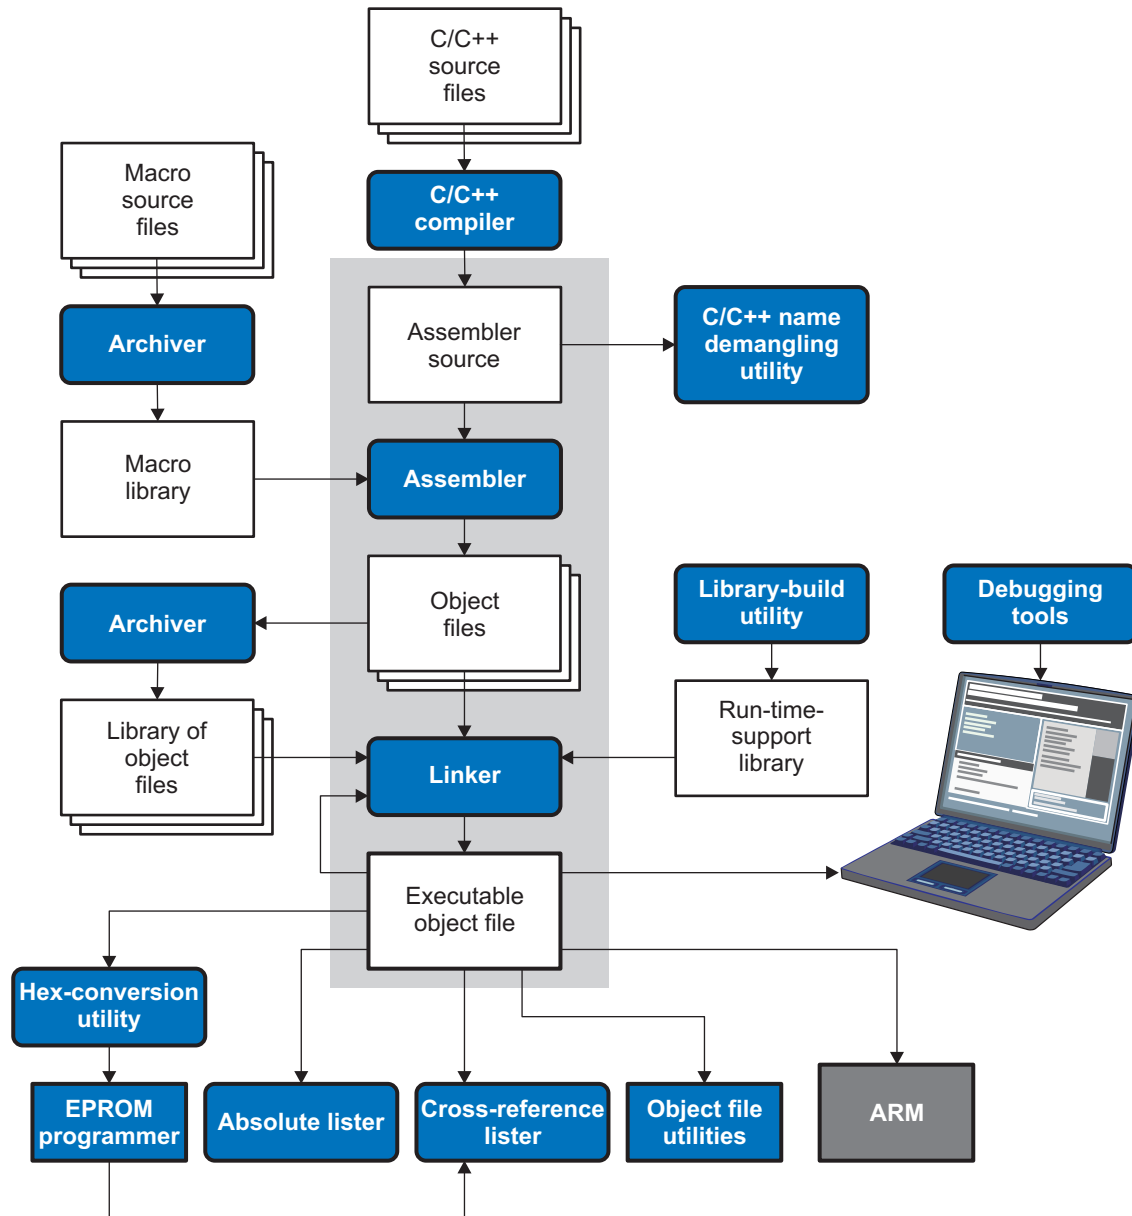 C/C++
source
files
Macro
source
files
C/C++
compiler
Archiver
Assembler
source
C/C++ name
demangling
utility
Macro
library
Assembler
Archiver
Object
files
Library-build
utility
Debugging
tools
Library of
object
files
Linker
Run-time-
support
library
Executable
object file
Hex-conversion
utility
EPROM
programmer
Absolute lister
Cross-reference
lister
Object file
utilities
ARM